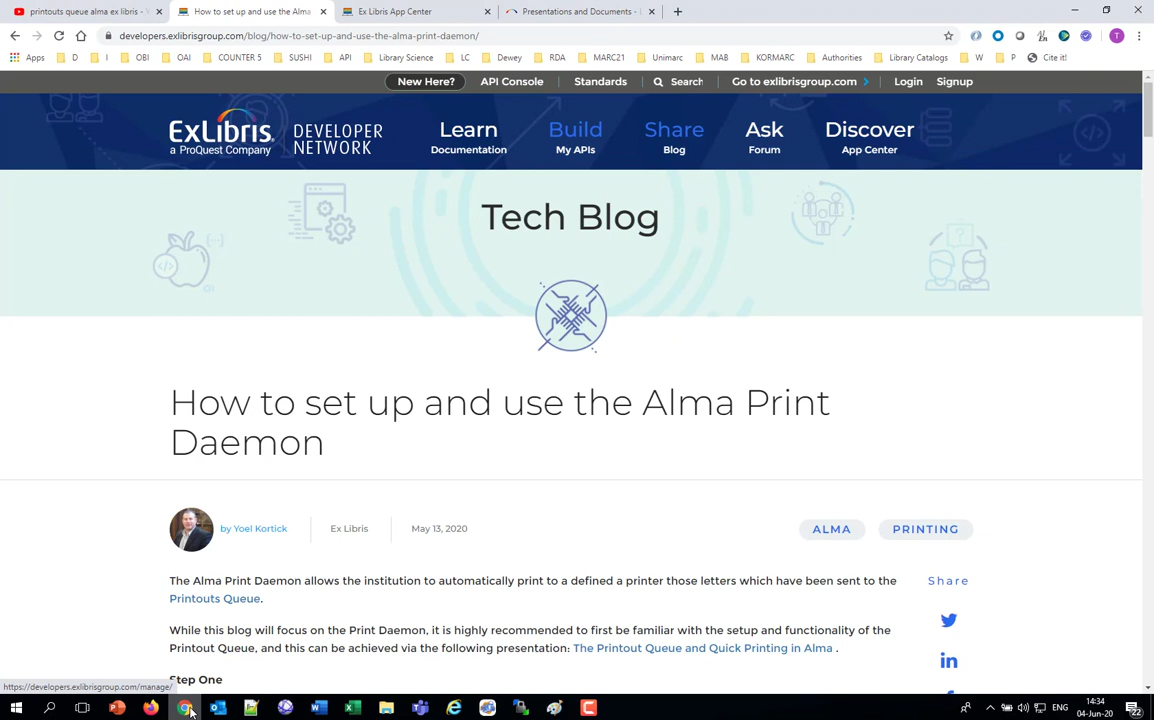 printouts queue alma ex libris - Y
How to set up and use the Alma
Ex Libris App Center
Presentations and Documents - L
developers.exlibrisgroup.com/blog/how-to-set-up-and-use-the-alma-print-daemon/
T
Apps D I OBI OAI COUNTER 5 SUSHI API Library Science LC Dewey RDA MARC21 Unimarc MAB KORMARC Authorities Library Catalogs W P Cite it!
New Here? API Console Standards Search Go to exlibrisgroup.com Login Signup
ExLibris
a ProQuest Company
DEVELOPER
NETWORK
Learn
Documentation
Build
My APIs
Share
Blog
Ask
Forum
Discover
App Center
Tech Blog
How to set up and use the Alma Print
Daemon
by Yoel Kortick Ex Libris May 13, 2020 ALMA PRINTING
The Alma Print Daemon allows the institution to automatically print to a defined a printer those letters which have been sent to the
Printouts Queue.
Share
While this blog will focus on the Print Daemon, it is highly recommended to first be familiar with the setup and functionality of the
Printout Queue, and this can be achieved via the following presentation: The Printout Queue and Quick Printing in Alma .
Step One
https://developers.exlibrisgroup.com/manage/
ENG
14:34
04-Jun-20
22